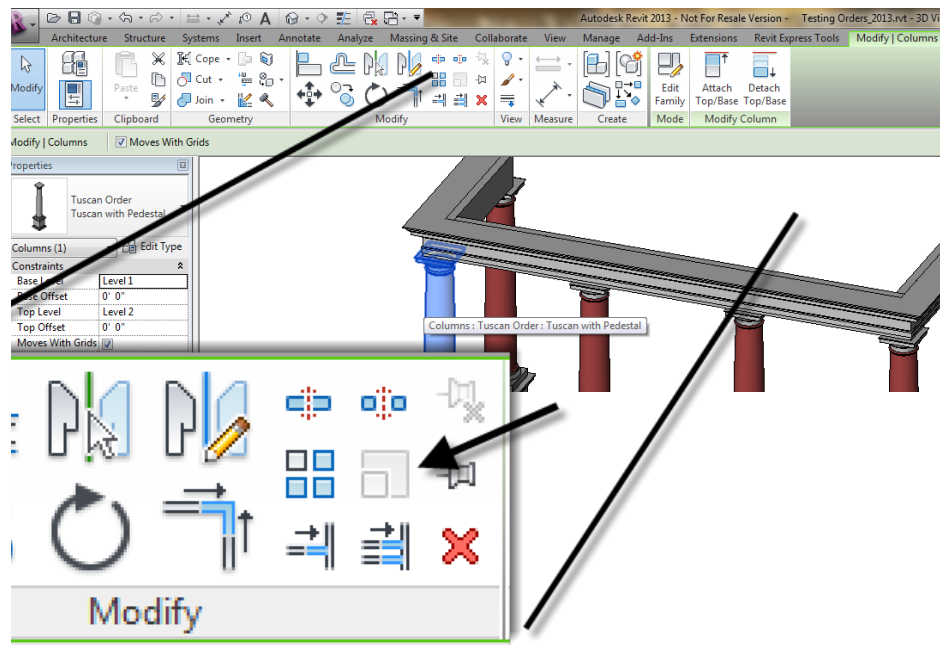 Autodesk Revit 2013 - Not For Resale Version - Testing Orders_2013.rvt - 3D Vi
Architecture Structure Systems Insert Annotate Analyze Massing & Site Collaborate View Manage Add-Ins Extensions Revit Express Tools Modify | Columns
Modify
Paste
Cope
Cut
Join
Edit Family
Attach Top/Base
Detach Top/Base
Select Properties Clipboard Geometry Modify View Measure Create Mode Modify Column
Modify | Columns Moves With Grids
Properties
Tuscan Order
Tuscan with Pedestal
Columns (1) Edit Type
Constraints
Base Level Level 1
Base Offset 0' 0"
Top Level Level 2
Top Offset 0' 0"
Moves With Grids
Columns : Tuscan Order : Tuscan with Pedestal
Modify